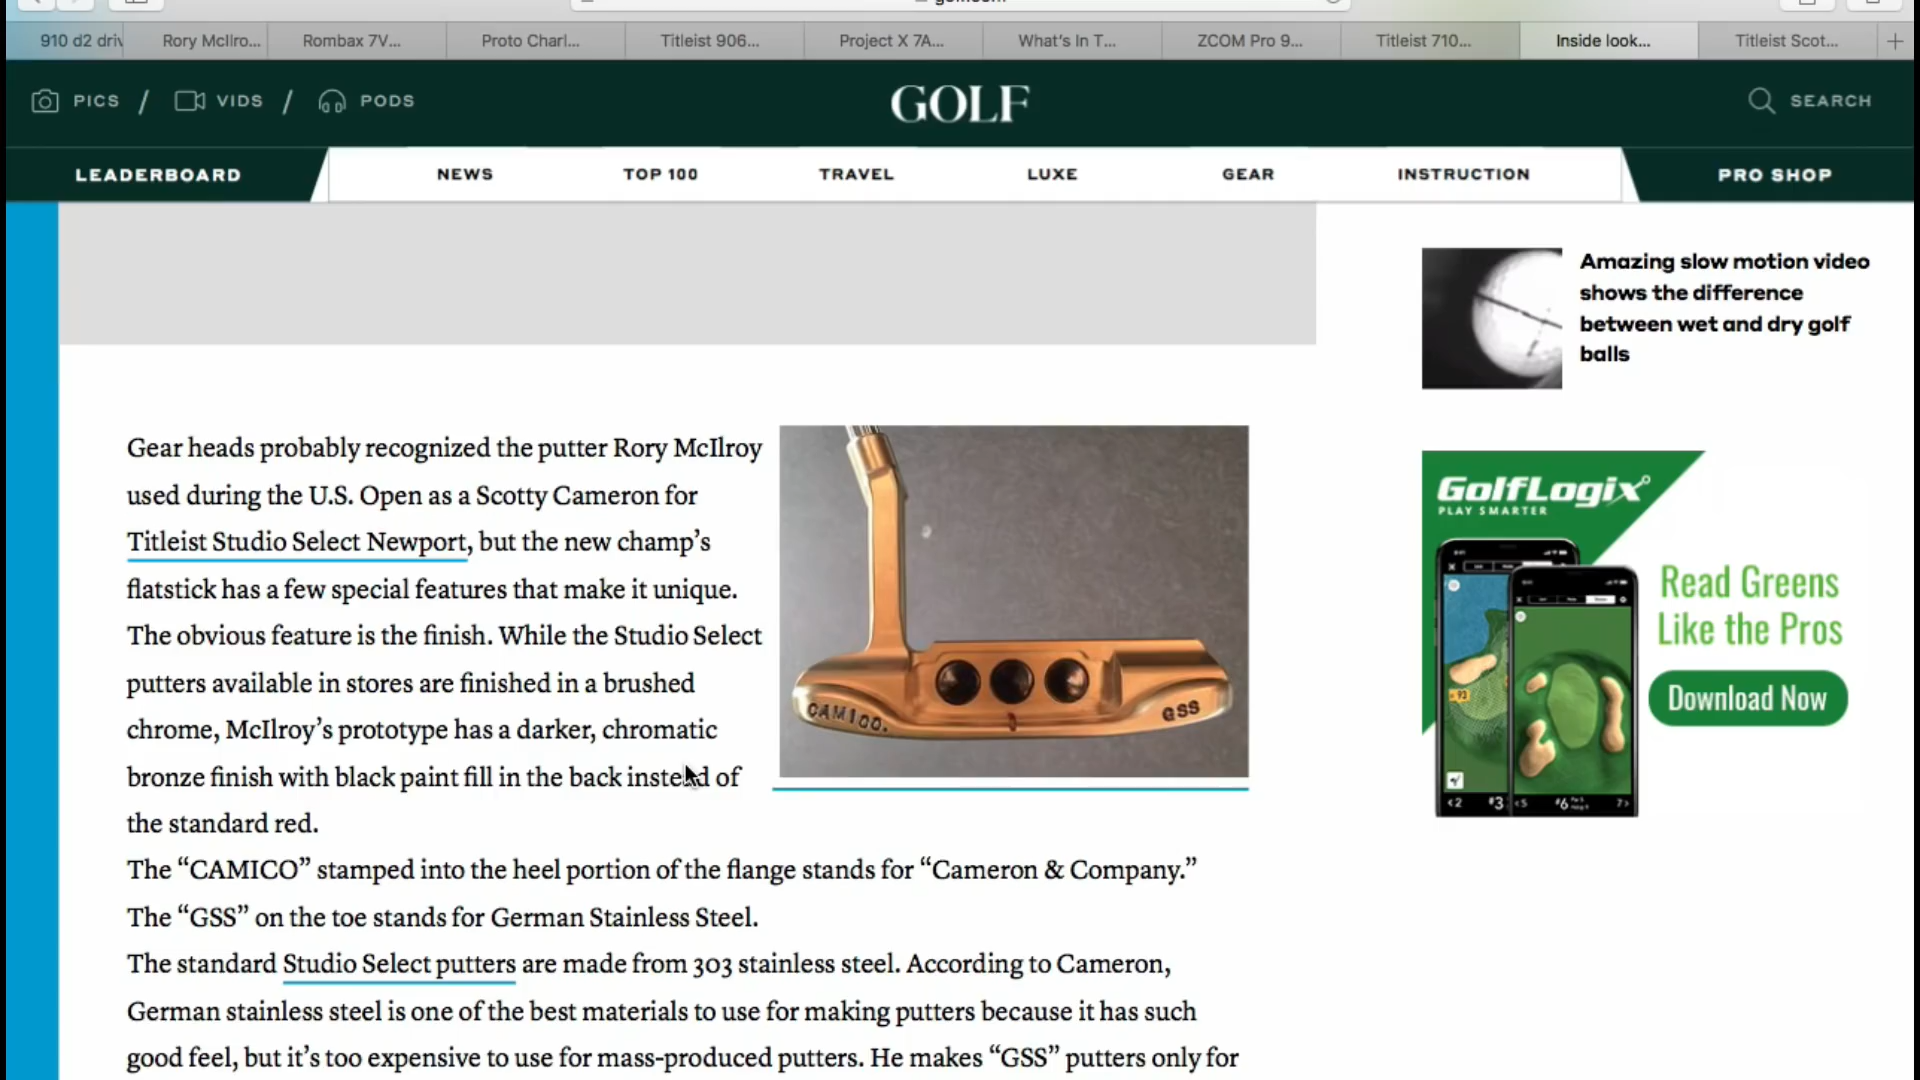 910 d2 driv
Rory McIlro...
Rombax 7V...
Proto Charl...
Titleist 906...
Project X 7A...
What's In T...
ZCOM Pro 9...
Titleist 710...
Inside look...
Titleist Scot...
PICS / VIDS / PODS
GOLF
SEARCH
LEADERBOARD
NEWS
TOP 100
TRAVEL
LUXE
GEAR
INSTRUCTION
PRO SHOP
Amazing slow motion video
shows the difference
between wet and dry golf
balls
Gear heads probably recognized the putter Rory McIlroy
used during the U.S. Open as a Scotty Cameron for
Titleist Studio Select Newport, but the new champ's
flatstick has a few special features that make it unique.
The obvious feature is the finish. While the Studio Select
putters available in stores are finished in a brushed
chrome, McIlroy's prototype has a darker, chromatic
bronze finish with black paint fill in the back instead of
the standard red.
The “CAMICO” stamped into the heel portion of the flange stands for “Cameron & Company.”
The “GSS” on the toe stands for German Stainless Steel.
The standard Studio Select putters are made from 303 stainless steel. According to Cameron,
German stainless steel is one of the best materials to use for making putters because it has such
good feel, but it's too expensive to use for mass-produced putters. He makes “GSS” putters only for
CAM100.
GSS
GolfLogix
PLAY SMARTER
Read Greens
Like the Pros
Download Now
93
<2
#3
<5
#6
7>